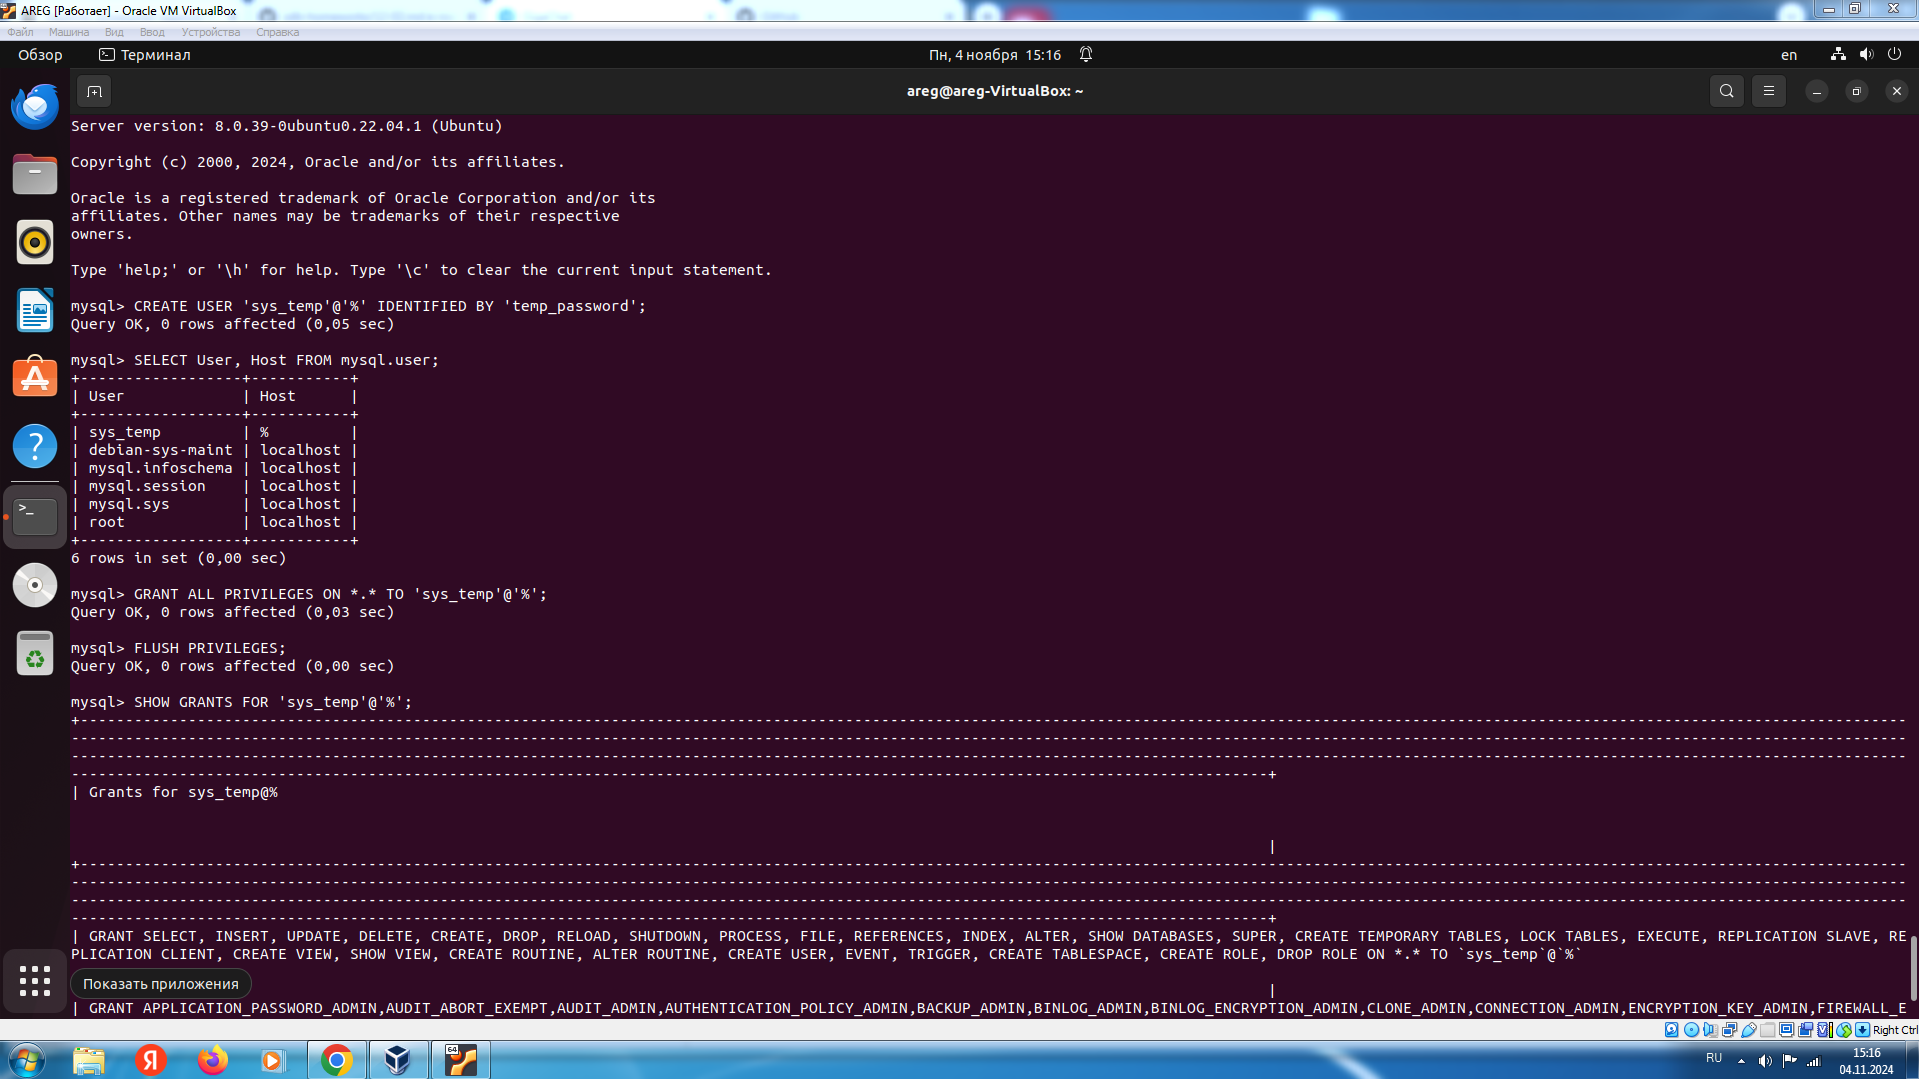 AREG [Работает] - Oracle VM VirtualBox
Файл Машина Вид Ввод Устройства Справка
Обзор Терминал Пн, 4 ноября 15:16 en
areg@areg-VirtualBox: ~
Server version: 8.0.39-0ubuntu0.22.04.1 (Ubuntu)
Copyright (c) 2000, 2024, Oracle and/or its affiliates.
Oracle is a registered trademark of Oracle Corporation and/or its
affiliates. Other names may be trademarks of their respective
owners.
Type 'help;' or '\h' for help. Type '\c' to clear the current input statement.
mysql> CREATE USER 'sys_temp'@'%' IDENTIFIED BY 'temp_password';
Query OK, 0 rows affected (0,05 sec)
mysql> SELECT User, Host FROM mysql.user;
+------------------+-----------+
| User             | Host      |
+------------------+-----------+
| sys_temp         | %         |
| debian-sys-maint | localhost |
| mysql.infoschema | localhost |
| mysql.session    | localhost |
| mysql.sys        | localhost |
| root             | localhost |
+------------------+-----------+
6 rows in set (0,00 sec)
mysql> GRANT ALL PRIVILEGES ON *.* TO 'sys_temp'@'%';
Query OK, 0 rows affected (0,03 sec)
mysql> FLUSH PRIVILEGES;
Query OK, 0 rows affected (0,00 sec)
mysql> SHOW GRANTS FOR 'sys_temp'@'%';
| Grants for sys_temp@%
|
| GRANT SELECT, INSERT, UPDATE, DELETE, CREATE, DROP, RELOAD, SHUTDOWN, PROCESS, FILE, REFERENCES, INDEX, ALTER, SHOW DATABASES, SUPER, CREATE TEMPORARY TABLES, LOCK TABLES, EXECUTE, REPLICATION SLAVE, RE
PLICATION CLIENT, CREATE VIEW, SHOW VIEW, CREATE ROUTINE, ALTER ROUTINE, CREATE USER, EVENT, TRIGGER, CREATE TABLESPACE, CREATE ROLE, DROP ROLE ON *.* TO `sys_temp`@`%`
Показать приложения
|
| GRANT APPLICATION_PASSWORD_ADMIN,AUDIT_ABORT_EXEMPT,AUDIT_ADMIN,AUTHENTICATION_POLICY_ADMIN,BACKUP_ADMIN,BINLOG_ADMIN,BINLOG_ENCRYPTION_ADMIN,CLONE_ADMIN,CONNECTION_ADMIN,ENCRYPTION_KEY_ADMIN,FIREWALL_E
Right Ctrl
64
RU 15:16
04.11.2024